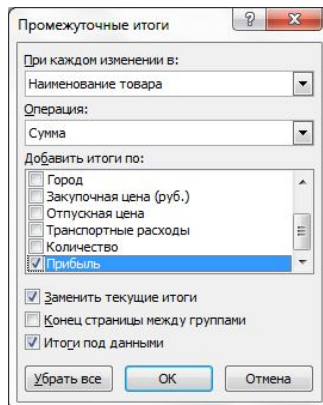 Промежуточные итоги
При каждом изменении в:
Наименование товара
Операция:
Сумма
Добавить итоги по:
Город
Закупочная цена (руб.)
Отпускная цена
Транспортные расходы
Количество
Прибыль
Заменить текущие итоги
Конец страницы между группами
Итоги под данными
Убрать все ОК Отмена